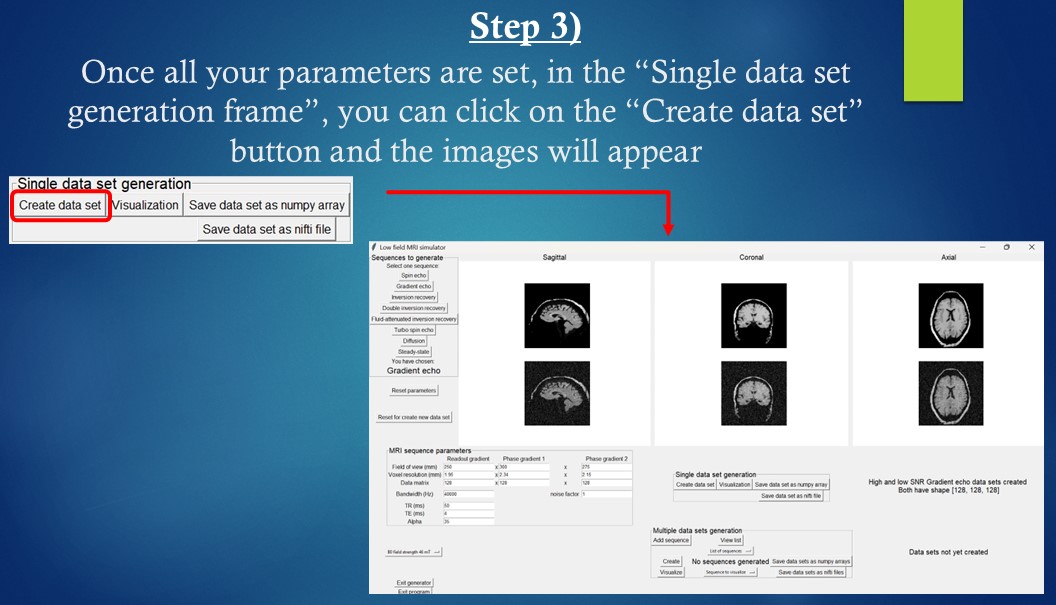 Step 3)
Once all your parameters are set, in the “Single data set
generation frame”, you can click on the “Create data set”
button and the images will appear
Single data set generation
Create data set Visualization Save data set as numpy array
Save data set as nifti file
Low field MRI simulator
Sequences to generate
Select one sequence:
Spin echo
Gradient echo
Inversion recovery
Double inversion recovery
Fluid-attenuated inversion recovery
Turbo spin echo
Diffusion
Steady-state
You have chosen:
Gradient echo
Reset parameters
Reset for create new data set
Sagittal Coronal Axial
MRI sequence parameters
Readout gradient Phase gradient 1 Phase gradient 2
Field of view (mm) 250 x 300 x 275
Voxel resolution (mm) 1.95 x 2.34 x 2.15
Data matrix 128 x 128 x 128
Bandwidth (Hz) 40000 noise factor 1
TR (ms)
TE (ms)
Alpha 35
B0 field strength 46 mT
Exit generator
Exit program
Single data set generation
Create data set Visualization Save data set as numpy array
Save data set as nifti file
High and low SNR Gradient echo data sets created
Both have shape [128, 128, 128]
Multiple data sets generation
Add sequence View list
List of sequences
Create No sequences generated Save data sets as numpy arrays
Visualize Sequence to visualize Save data sets as nifti files
Data sets not yet created